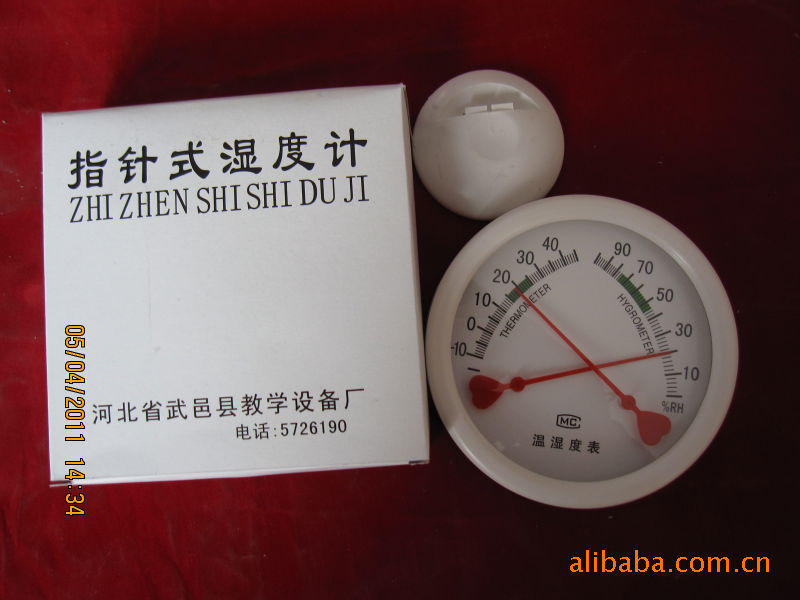 指针式湿度计
ZHI ZHEN SHI SHI DU JI
河北省武邑县教学设备厂
电话:5726190
05/04/2011 14:34
-10 0 10 20 30 40
THERMOMETER
90 70 50 30 10
HYGROMETER
%RH
MC
温湿度表
alibaba.com.cn